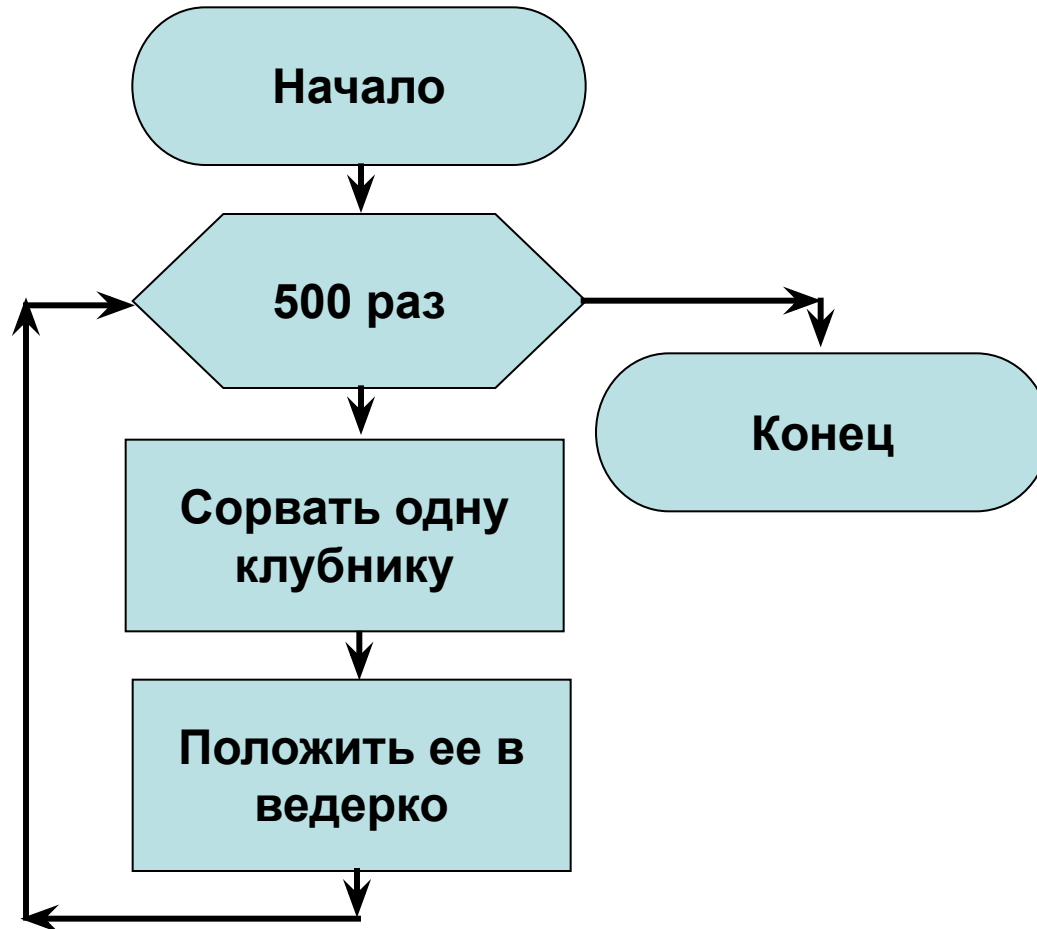 Начало
500 раз
Конец
Сорвать одну
клубнику
Положить ее в
ведерко